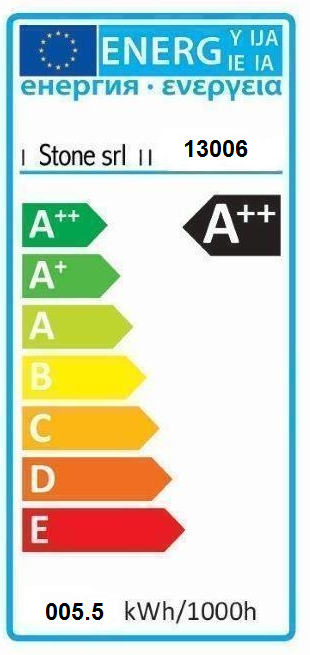 ENERG Y IJA
IE IA
енергия · ενεργεια
I Stone srl I I 13006
A++ A++
A+
A
B
C
D
E
005.5 kWh/1000h